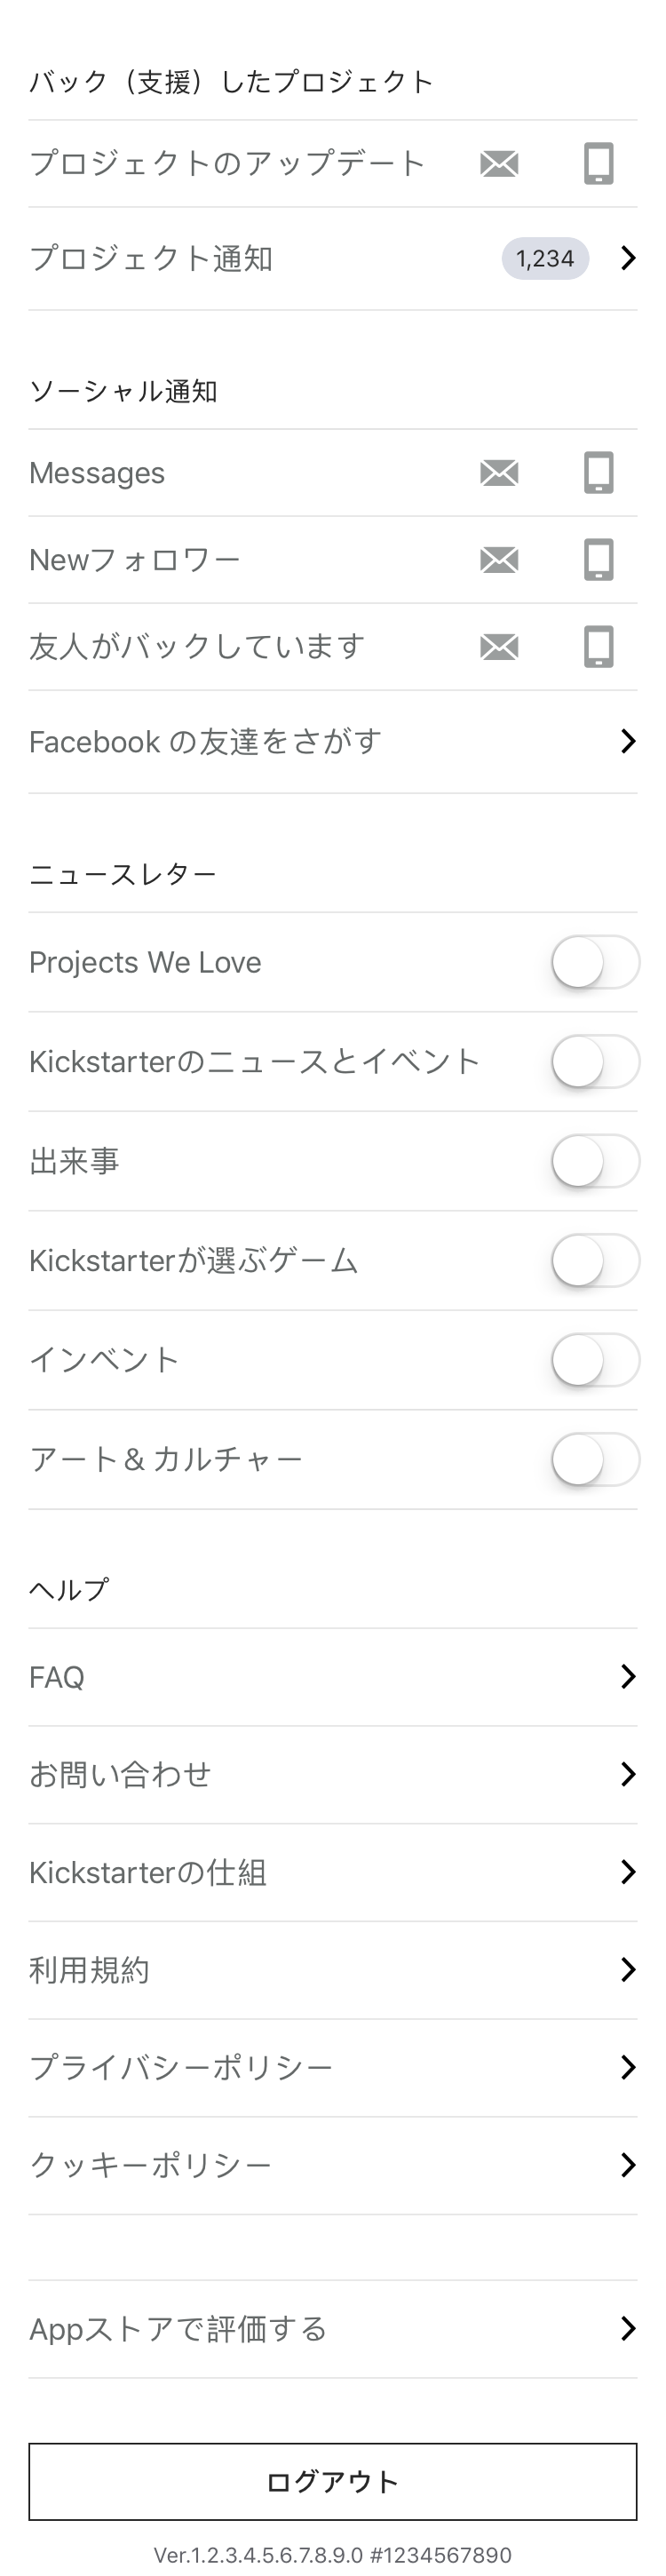 バック（支援）したプロジェクト
プロジェクトのアップデート
プロジェクト通知 1,234
ソーシャル通知
Messages
Newフォロワー
友人がバックしています
Facebook の友達をさがす
ニュースレター
Projects We Love
Kickstarterのニュースとイベント
出来事
Kickstarterが選ぶゲーム
インベント
アート& カルチャー
ヘルプ
FAQ
お問い合わせ
Kickstarterの仕組
利用規約
プライバシーポリシー
クッキーポリシー
Appストアで評価する
ログアウト
Ver.1.2.3.4.5.6.7.8.9.0 #1234567890